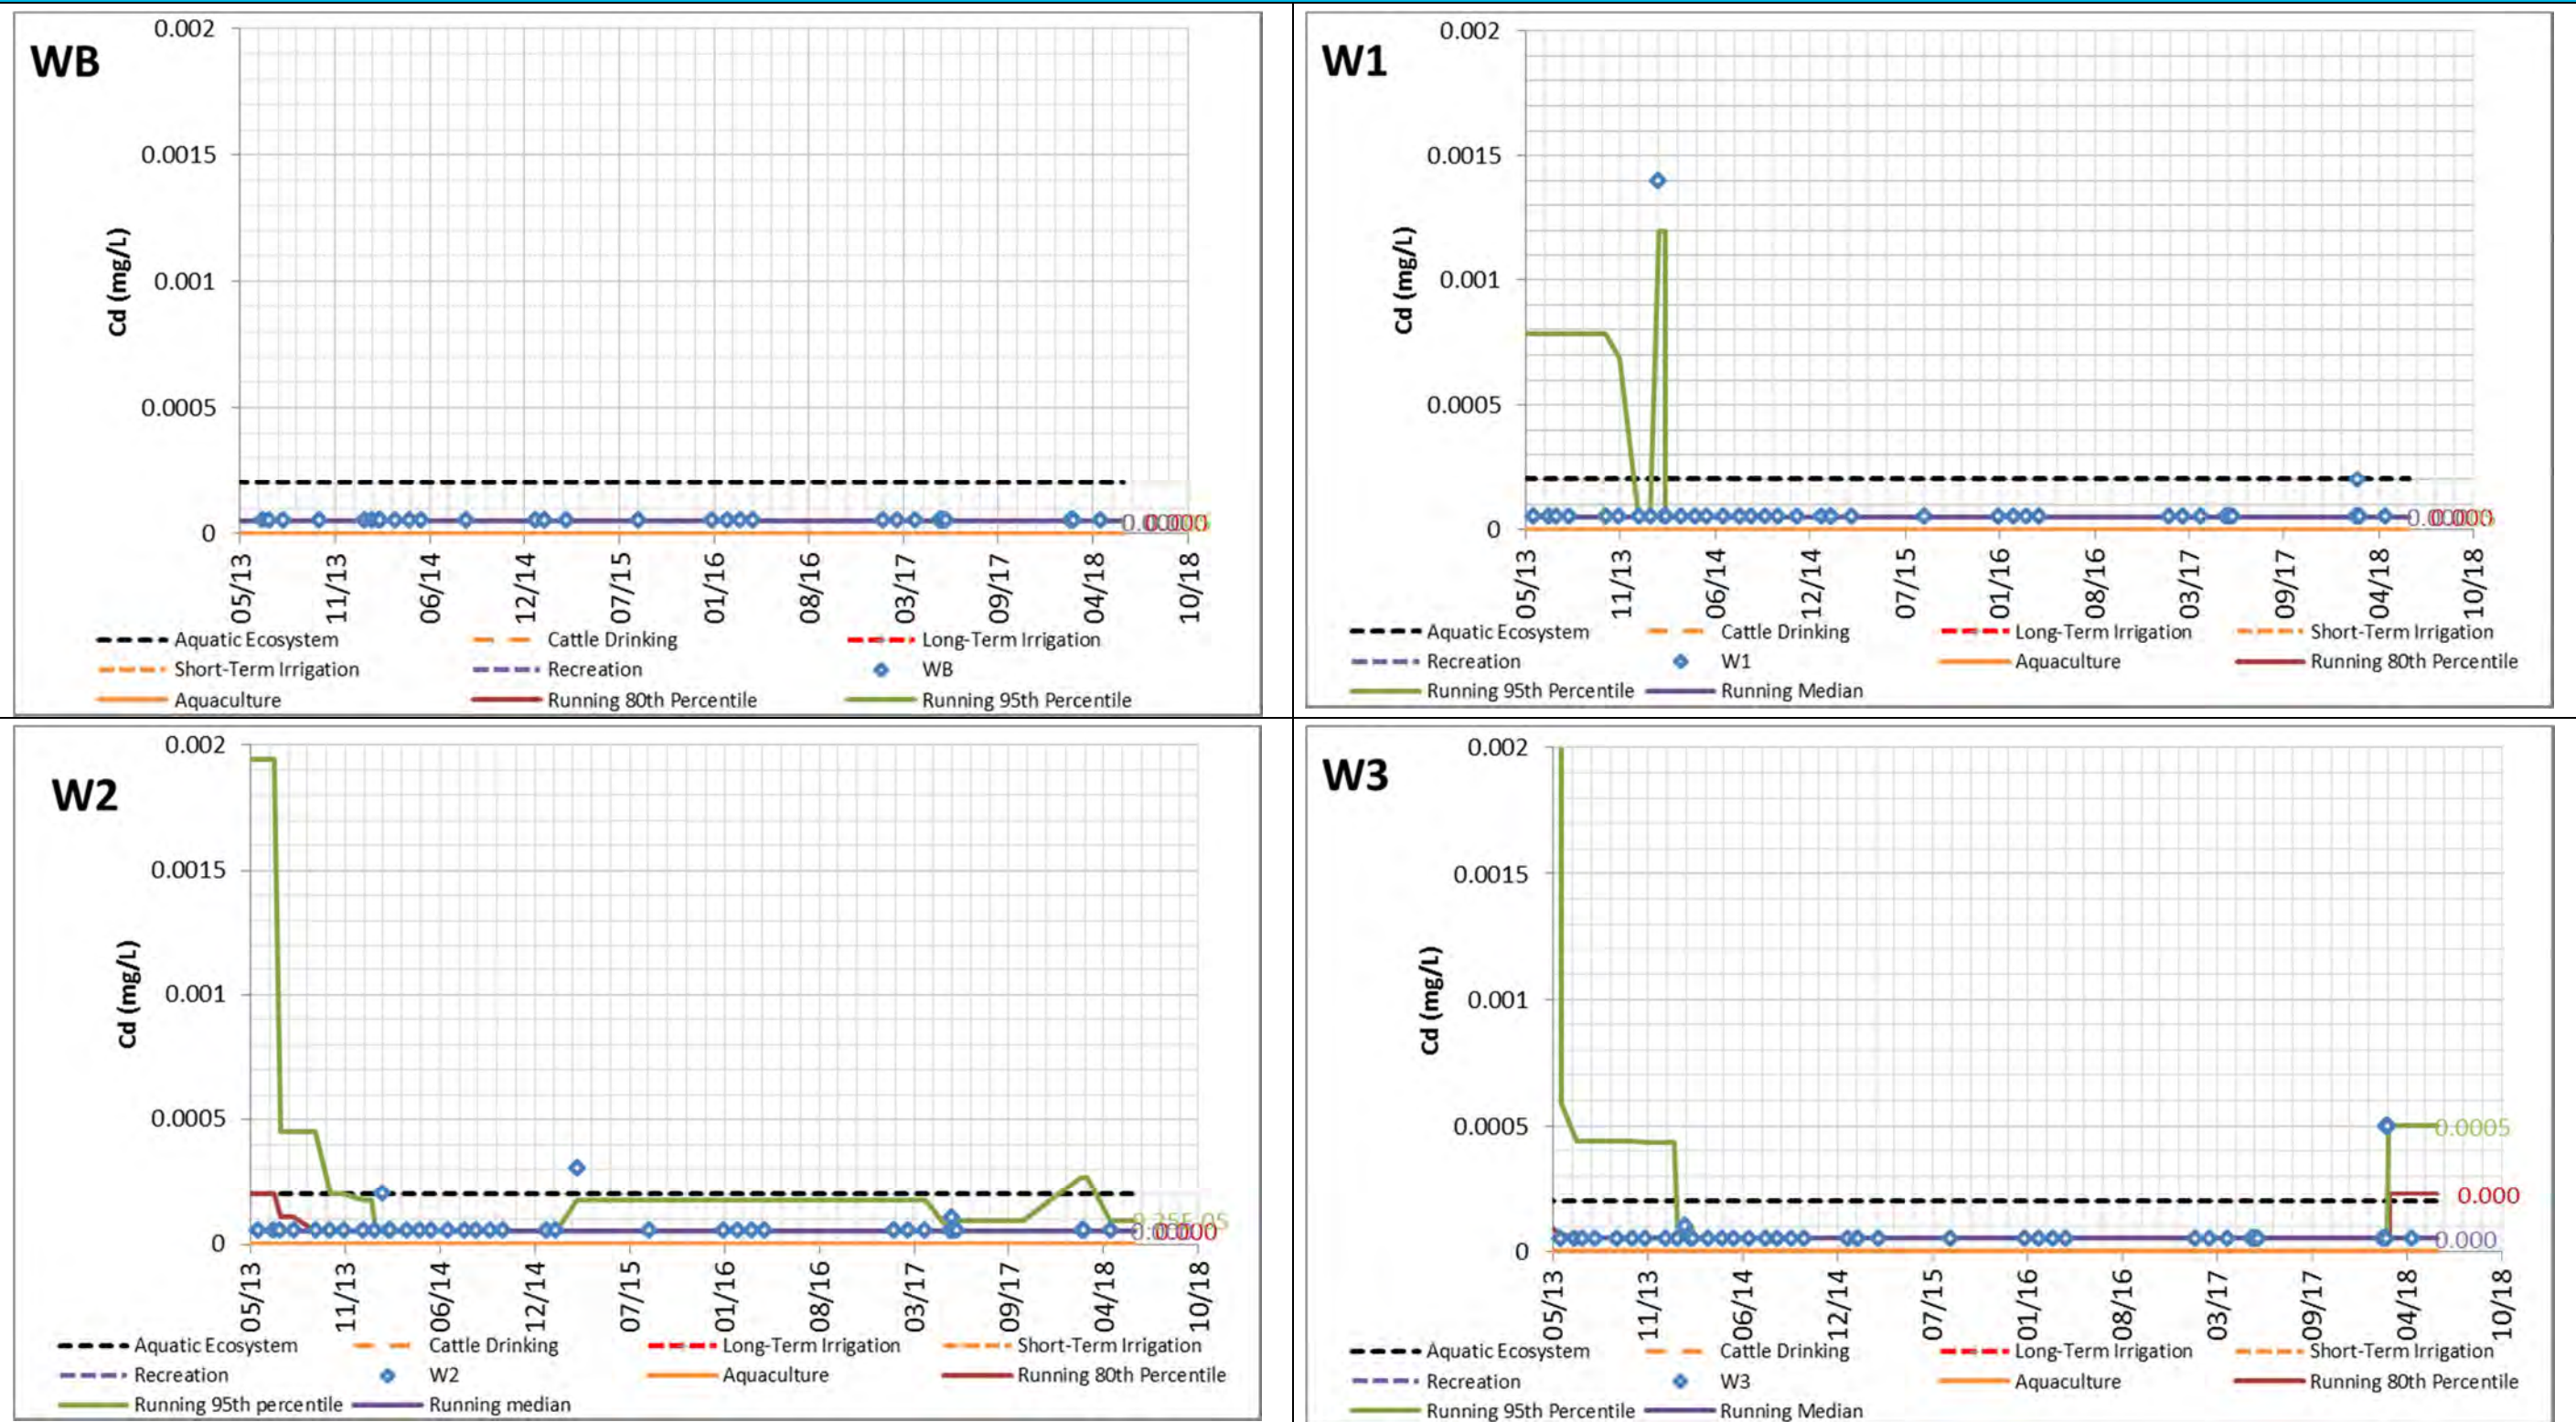 WB
Cd (mg/L)
0.002
0.0015
0.001
0.0005
0
05/13 11/13 06/14 12/14 07/15 01/16 08/16 03/17 09/17 04/18 10/18
Aquatic Ecosystem Cattle Drinking Long-Term Irrigation
Short-Term Irrigation Recreation WB
Aquaculture Running 80th Percentile Running 95th Percentile
W1
Cd (mg/L)
0.002
0.0015
0.001
0.0005
0
05/13 11/13 06/14 12/14 07/15 01/16 08/16 03/17 09/17 04/18 10/18
Aquatic Ecosystem Cattle Drinking Long-Term Irrigation Short-Term Irrigation
Recreation W1 Aquaculture Running 80th Percentile
Running 95th Percentile Running Median
W2
Cd (mg/L)
0.002
0.0015
0.001
0.0005
0
05/13 11/13 06/14 12/14 07/15 01/16 08/16 03/17 09/17 04/18 10/18
Aquatic Ecosystem Cattle Drinking Long-Term Irrigation Short-Term Irrigation
Recreation W2 Aquaculture Running 80th Percentile
Running 95th percentile Running median
W3
Cd (mg/L)
0.002
0.0015
0.001
0.0005
0
0.0005
0.000
0.000
05/13 11/13 06/14 12/14 07/15 01/16 08/16 03/17 09/17 04/18 10/18
Aquatic Ecosystem Cattle Drinking Long-Term Irrigation Short-Term Irrigation
Recreation W3 Aquaculture Running 80th Percentile
Running 95th Percentile Running Median